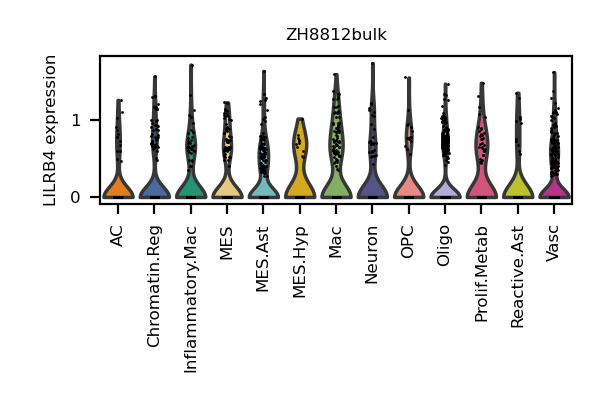 ZH8812bulk
LILRB4 expression
1
0
AC
Chromatin.Reg
Inflammatory.Mac
MES
MES.Ast
MES.Hyp
Mac
Neuron
OPC
Oligo
Prolif.Metab
Reactive.Ast
Vasc